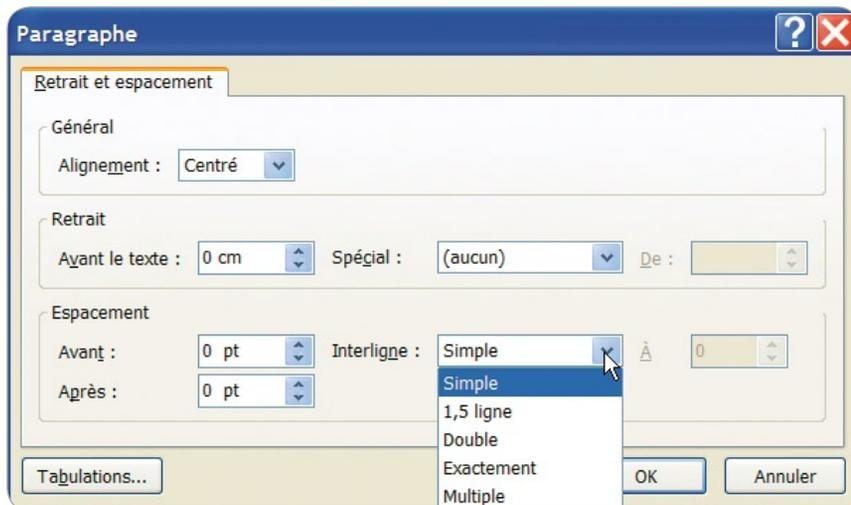 Paragraphe
Retrait et espacement
Général
Alignement : Centré
Retrait
Avant le texte : 0 cm Spécial : (aucun) De :
Espacement
Avant : 0 pt Interligne : Simple À 0
Après : 0 pt
Simple
1,5 ligne
Double
Exactement
Multiple
Tabulations... OK Annuler